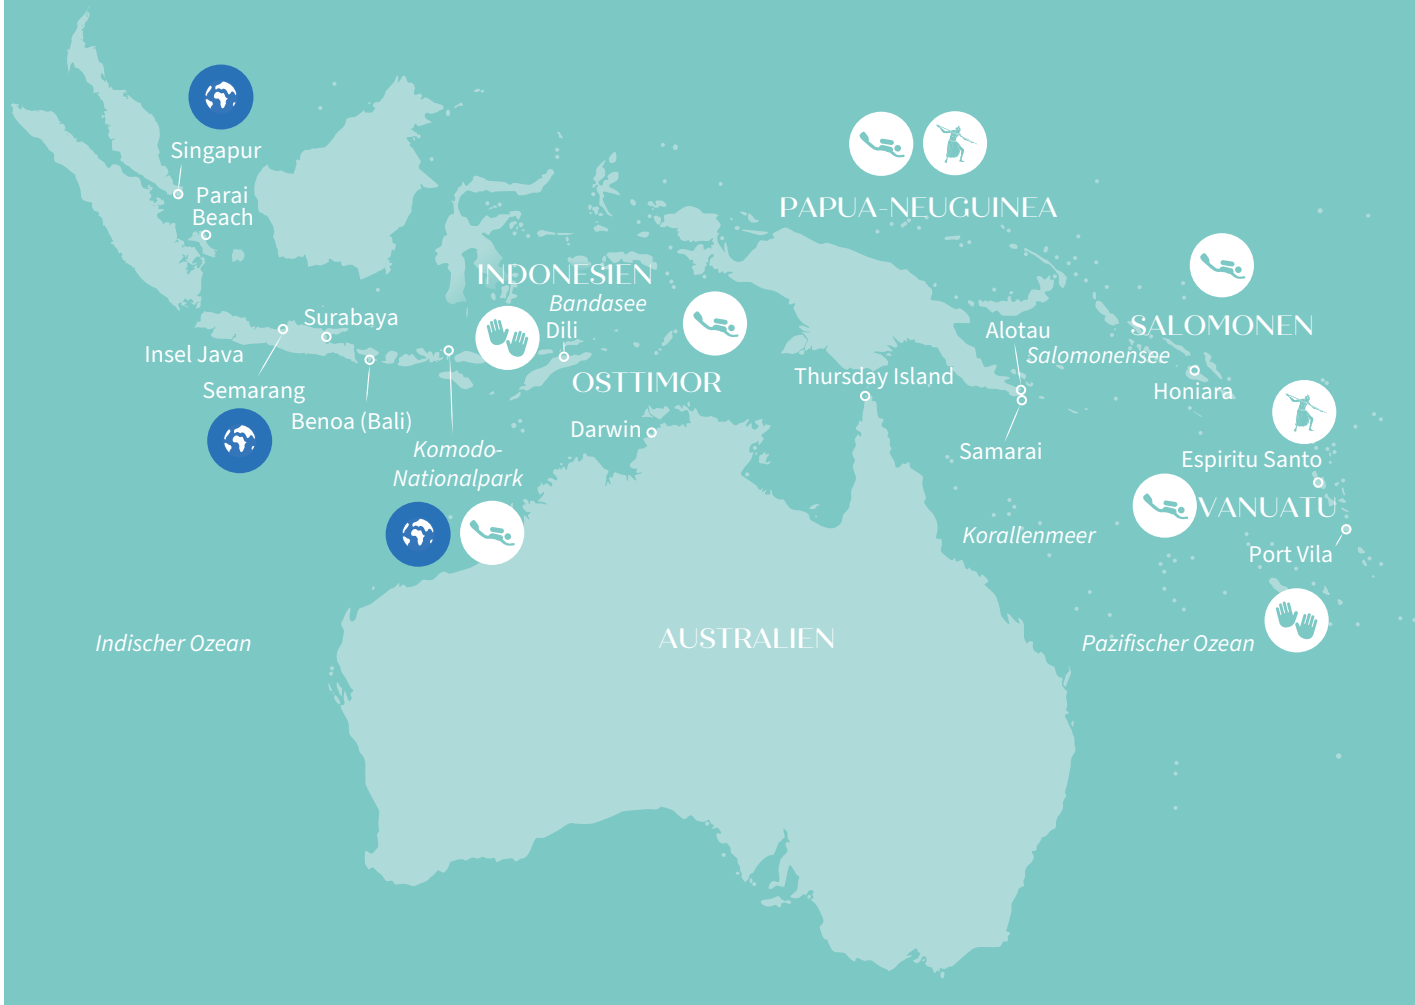 Singapur
Parai
Beach
PAPUA-NEUGUINEA
INDONESIEN
Bandasee
Surabaya
Dili
SALOMONEN
Alotau
Salomonensee
Insel Java
Semarang
OSTTIMOR
Thursday Island
Honiara
Benoa (Bali)
Darwin
Komodo-
Nationalpark
Samarai
Espiritu Santo
VANUATU
Korallenmeer
Port Vila
Indischer Ozean
AUSTRALIEN
Pazifischer Ozean